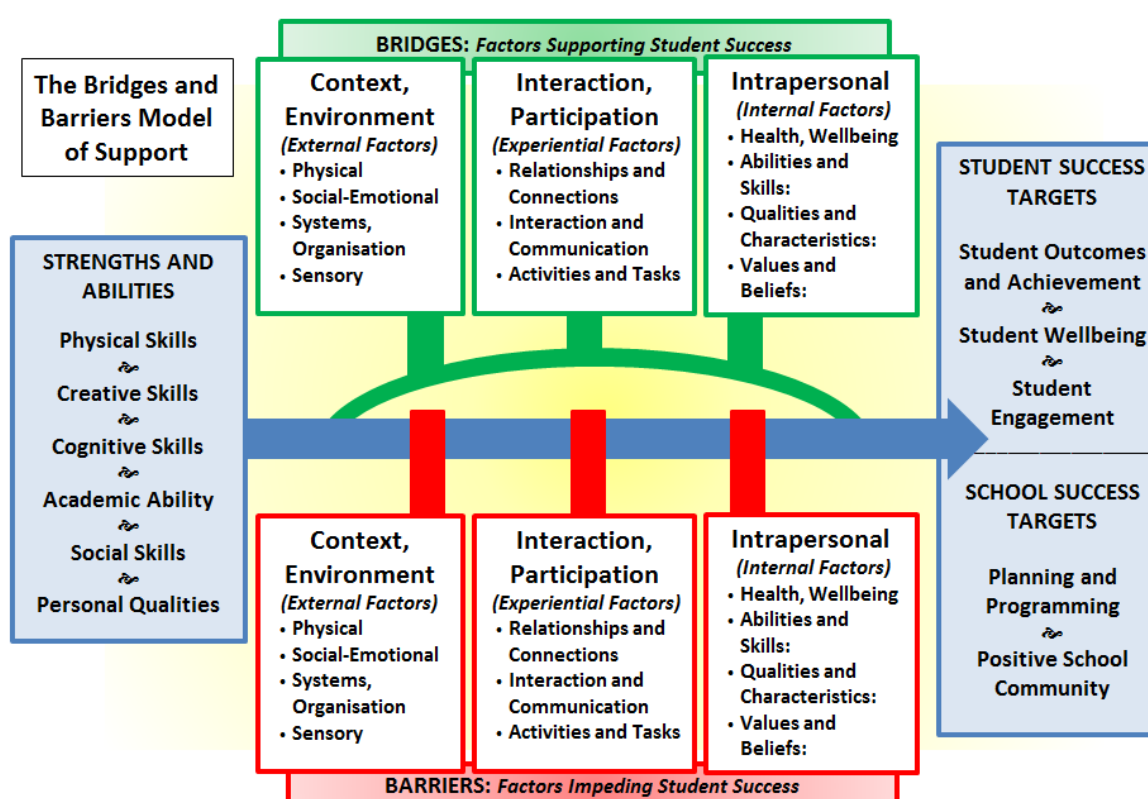 The Bridges and
Barriers Model
of Support
BRIDGES: Factors Supporting Student Success
Context,
Environment
(External Factors)
• Physical
• Social-Emotional
• Systems,
Organisation
• Sensory
Interaction,
Participation
(Experiential Factors)
• Relationships and
Connections
• Interaction and
Communication
• Activities and Tasks
Intrapersonal
(Internal Factors)
• Health, Wellbeing
• Abilities and
Skills:
• Qualities and
Characteristics:
• Values and
Beliefs:
STRENGTHS AND
ABILITIES
Physical Skills
Creative Skills
Cognitive Skills
Academic Ability
Social Skills
Personal Qualities
STUDENT SUCCESS
TARGETS
Student Outcomes
and Achievement
Student Wellbeing
Student
Engagement
SCHOOL SUCCESS
TARGETS
Planning and
Programming
Positive School
Community
Context,
Environment
(External Factors)
• Physical
• Social-Emotional
• Systems,
Organisation
• Sensory
Interaction,
Participation
(Experiential Factors)
• Relationships and
Connections
• Interaction and
Communication
• Activities and Tasks
Intrapersonal
(Internal Factors)
• Health, Wellbeing
• Abilities and
Skills:
• Qualities and
Characteristics:
• Values and
Beliefs:
BARRIERS: Factors Impeding Student Success